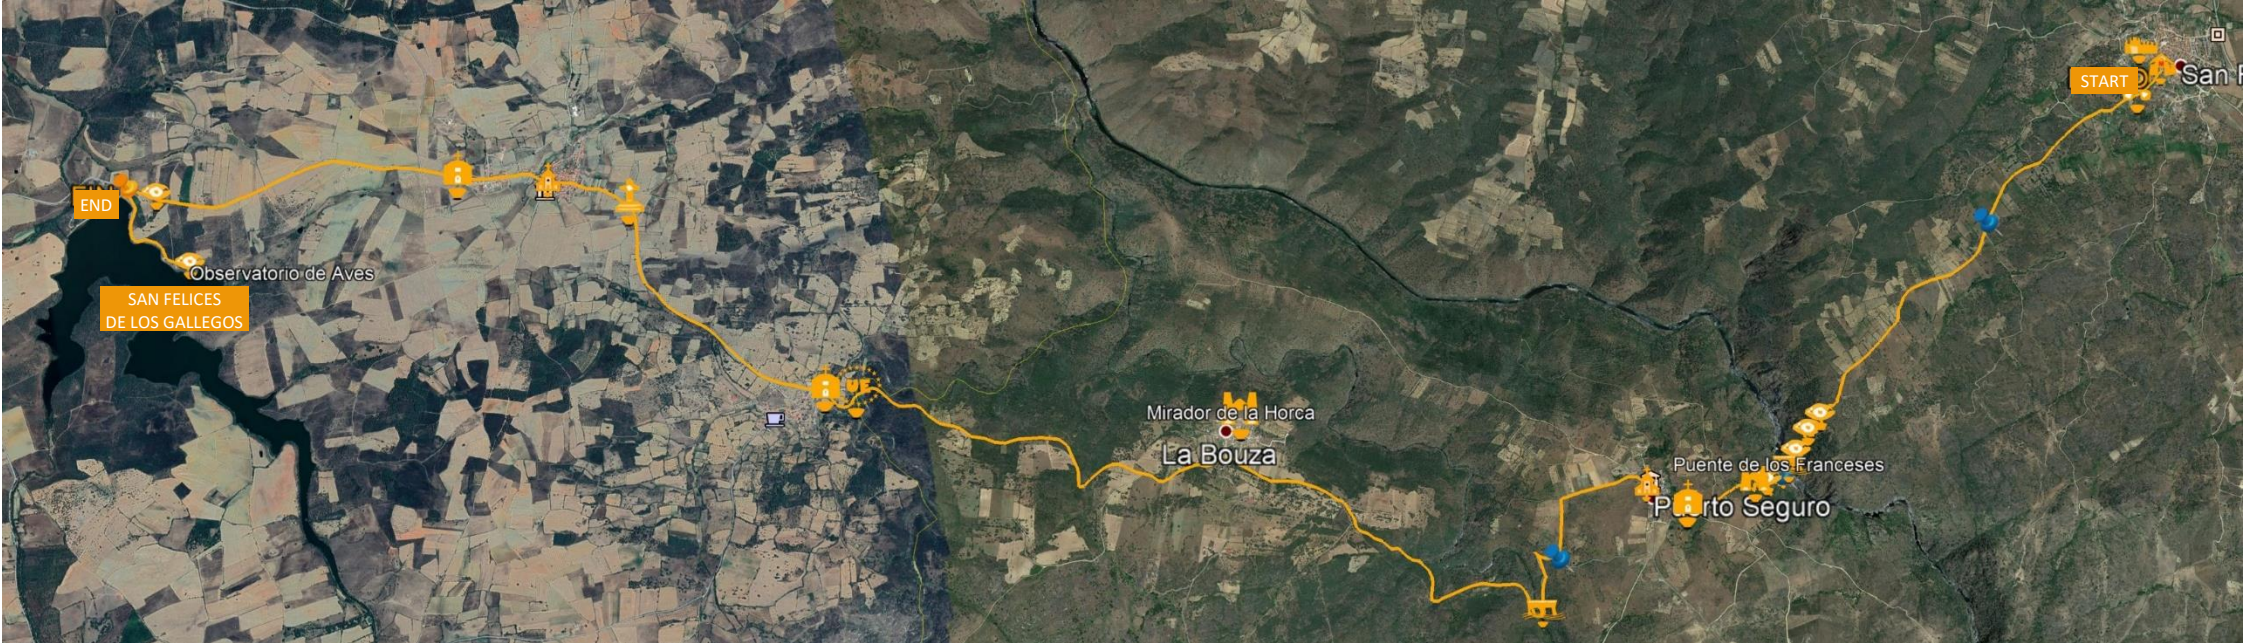 START
San F
END
Observatorio de Aves
SAN FELICES
DE LOS GALLEGOS
UE
Mirador de la Horca
La Bouza
Puente de los Franceses
Puerto Seguro